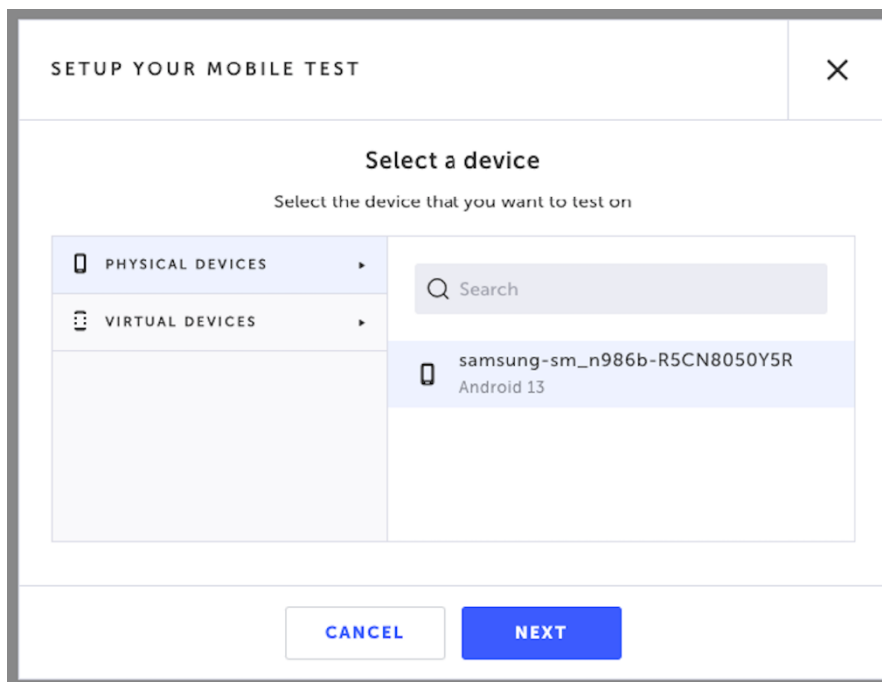 SETUP YOUR MOBILE TEST
Select a device
Select the device that you want to test on
PHYSICAL DEVICES
VIRTUAL DEVICES
Search
samsung-sm_n986b-R5CN8050Y5R
Android 13
CANCEL
NEXT